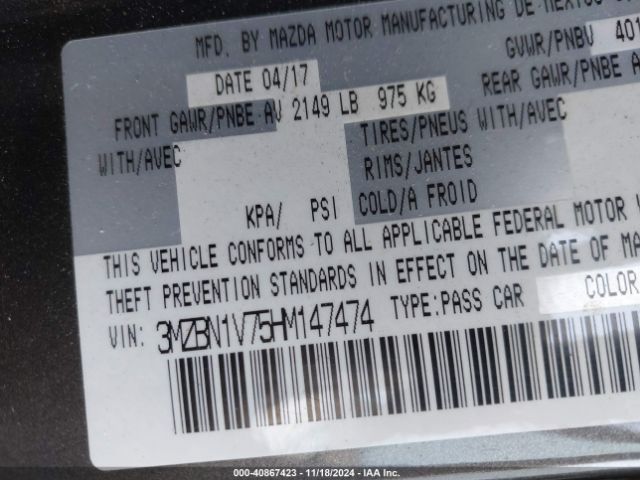 MFD. BY MAZDA MOTOR MANUFACTURING DE MEXICO
DATE 04/17
GVWR/PNBV 401
FRONT GAWR/PNBE AV 2149 LB 975 KG
REAR GAWR/PNBE A
WITH/AVEC
TIRES/PNEUS WITH/AVEC
RIMS/JANTES
KPA/ PSI COLD/A FROID
THIS VEHICLE CONFORMS TO ALL APPLICABLE FEDERAL MOTOR
THEFT PREVENTION STANDARDS IN EFFECT ON THE DATE OF MA
VIN: 3MZBN1V75HM147474 TYPE:PASS CAR COLOR
000-40867423 - 11/18/2024 - IAA Inc.